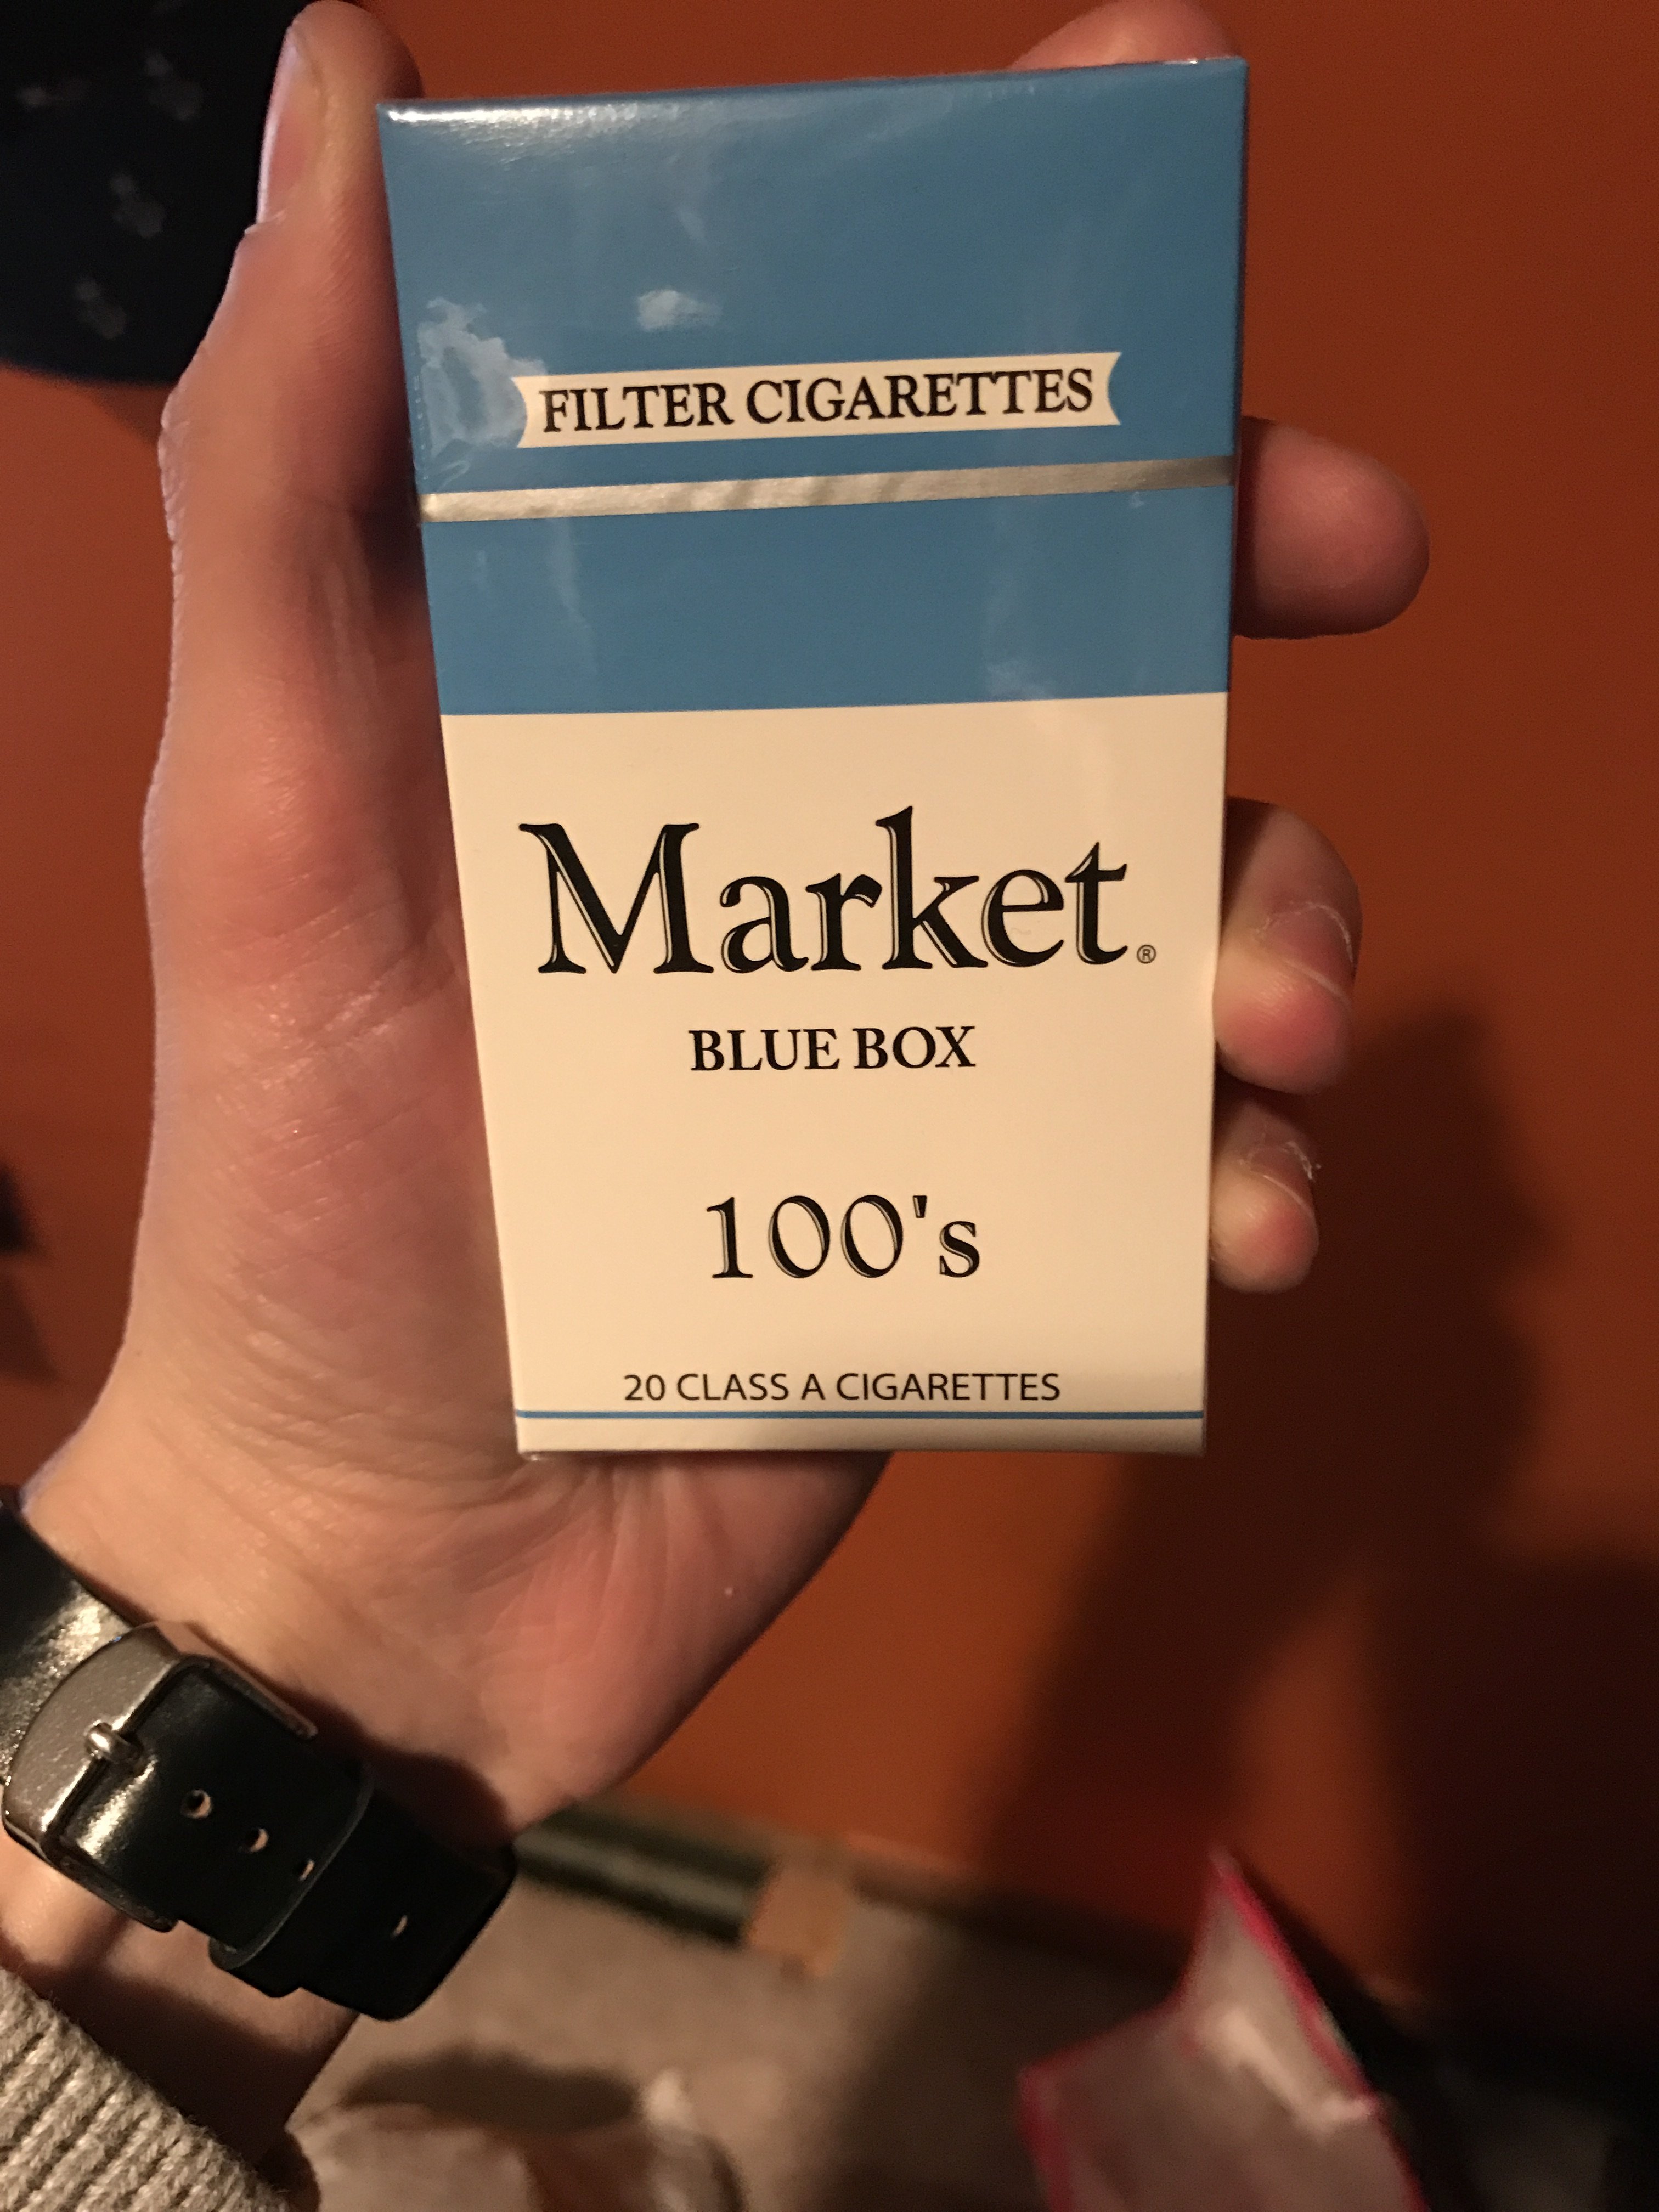 FILTER CIGARETTES
Market®
BLUE BOX
100's
20 CLASS A CIGARETTES